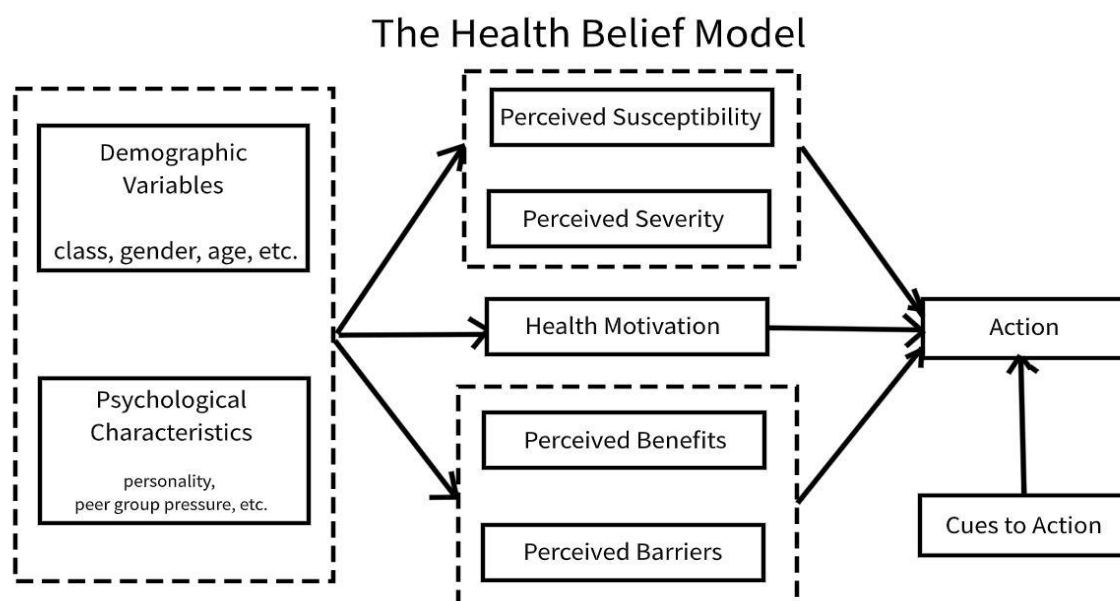 The Health Belief Model
Demographic
Variables
class, gender, age, etc.
Psychological
Characteristics
personality,
peer group pressure, etc.
Perceived Susceptibility
Perceived Severity
Health Motivation
Perceived Benefits
Perceived Barriers
Action
Cues to Action